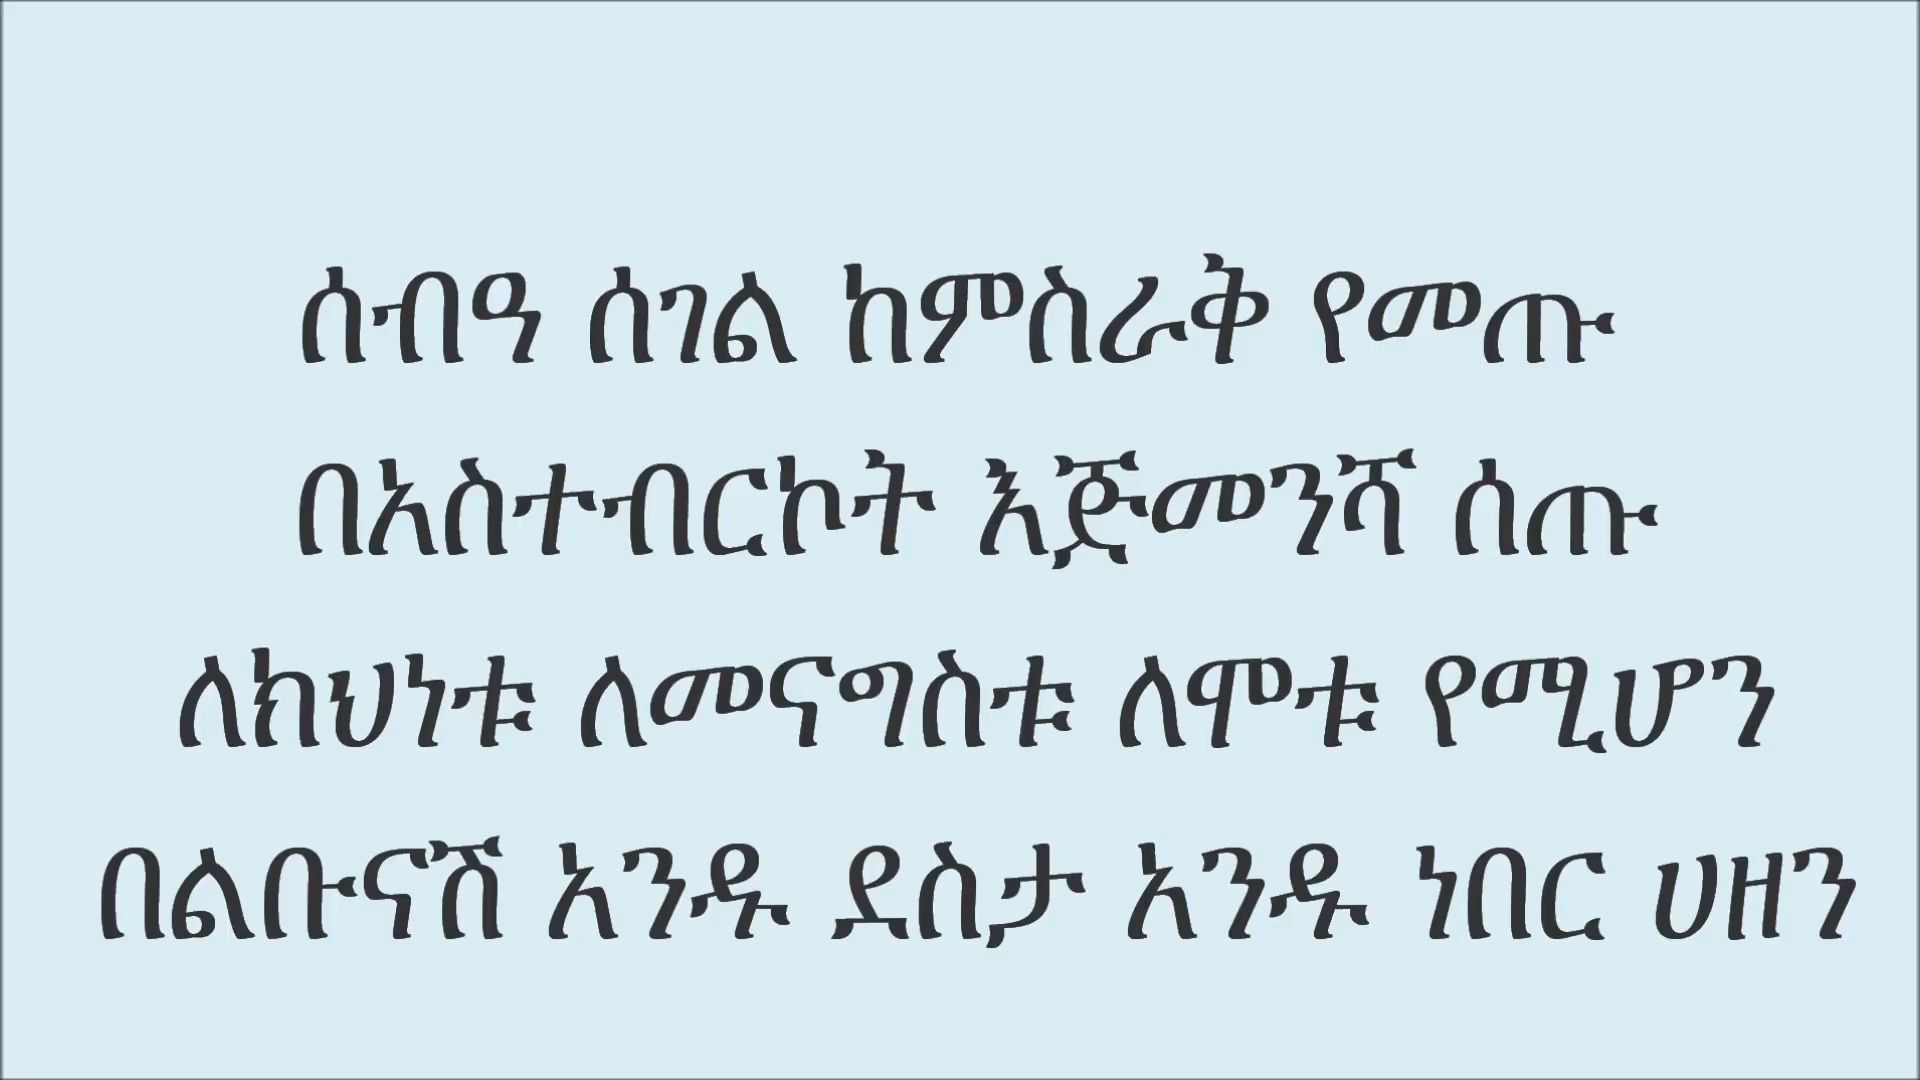 ሰብዓ ሰገል ከምስራቅ የመጡ
በአስተብርኮት እጅመንሻ ሰጡ
ለክህነቱ ለመናግስቱ ለሞቱ የሚሆን
በልቡናሽ አንዱ ደስታ አንዱ ነበር ሀዘን